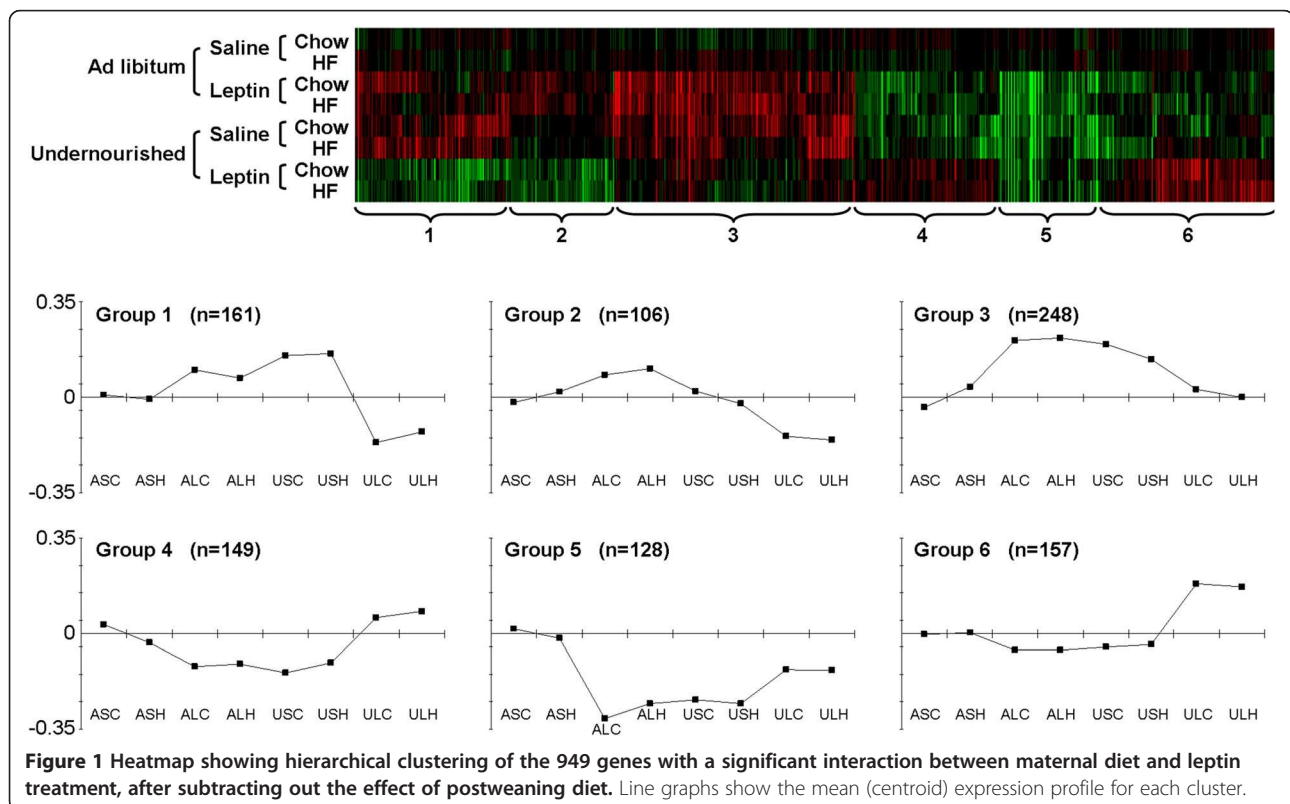 Ad libitum
Saline
Chow
HF
Leptin
Chow
HF
Undernourished
Saline
Chow
HF
Leptin
Chow
HF
1 2 3 4 5 6
0.35
0
-0.35
Group 1 (n=161)
ASC ASH ALC ALH USC USH ULC ULH
Group 2 (n=106)
ASC ASH ALC ALH USC USH ULC ULH
Group 3 (n=248)
ASC ASH ALC ALH USC USH ULC ULH
0.35
0
-0.35
Group 4 (n=149)
ASC ASH ALC ALH USC USH ULC ULH
Group 5 (n=128)
ASC ASH ALC ALH USC USH ULC ULH
Group 6 (n=157)
ASC ASH ALC ALH USC USH ULC ULH
Figure 1 Heatmap showing hierarchical clustering of the 949 genes with a significant interaction between maternal diet and leptin
treatment, after subtracting out the effect of postweaning diet. Line graphs show the mean (centroid) expression profile for each cluster.